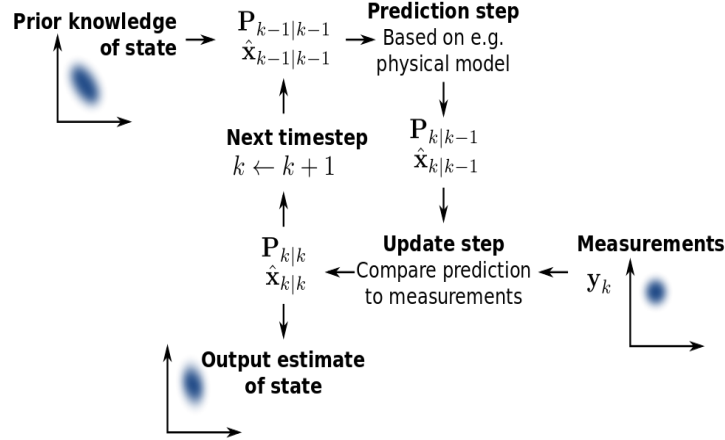 Prior knowledge
of state
P_{k−1|k−1}
x̂_{k−1|k−1}
Prediction step
Based on e.g.
physical model
P_{k|k−1}
x̂_{k|k−1}
Next timestep
k ← k + 1
P_{k|k}
x̂_{k|k}
Update step
Compare prediction
to measurements
Measurements
y_k
Output estimate
of state